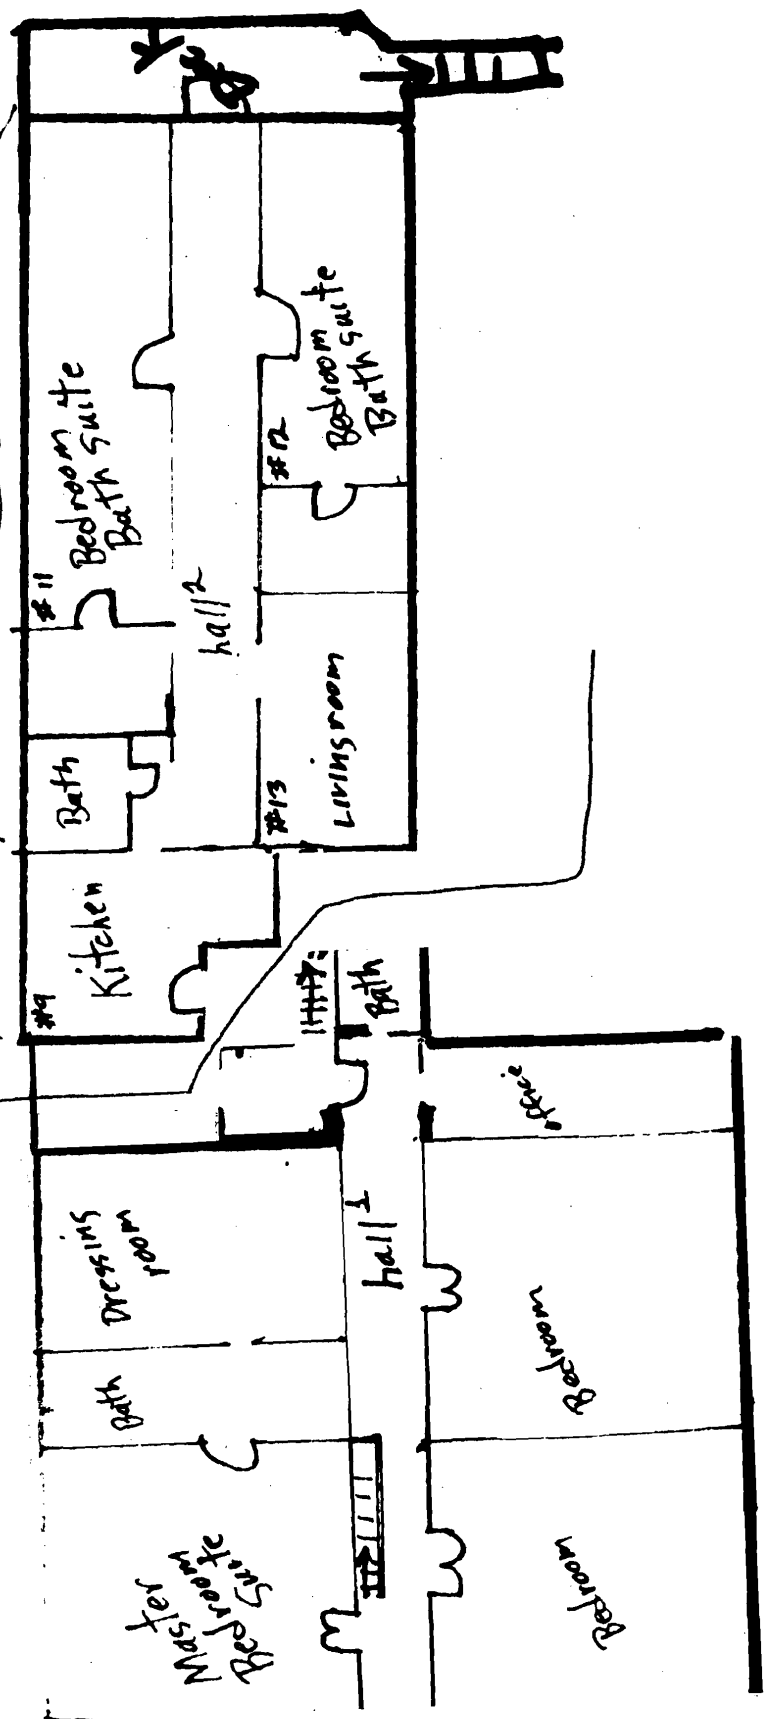 #11
Bedroom
Bath suite
#12
Bedroom
Bath suite
hall 2
Bath
#13
Livingroom
#9
Kitchen
Bath
office
Dressing
room
hall 1
Bath
Bedroom
Master
Bedroom
Suite
Bedroom